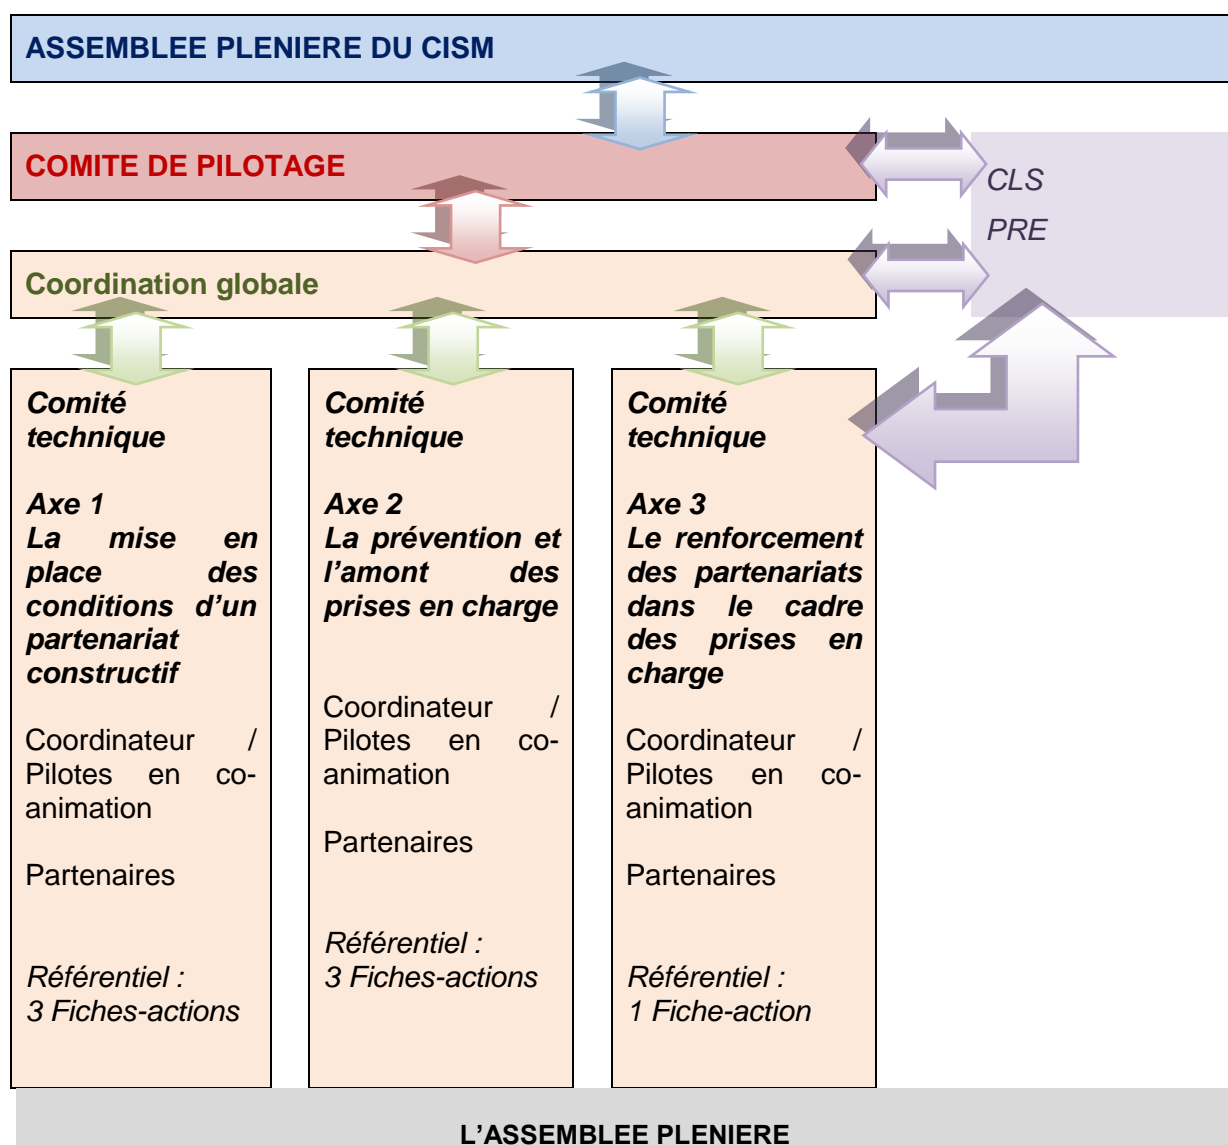 ASSEMBLEE PLENIERE DU CISM
COMITE DE PILOTAGE
CLS
PRE
Coordination globale
Comité
technique
Axe 1
La mise en
place des
conditions d’un
partenariat
constructif
Coordinateur /
Pilotes en co-
animation
Partenaires
Référentiel :
3 Fiches-actions
Comité
technique
Axe 2
La prévention et
l’amont des
prises en charge
Coordinateur /
Pilotes en co-
animation
Partenaires
Référentiel :
3 Fiches-actions
Comité
technique
Axe 3
Le renforcement
des partenariats
dans le cadre
des prises en
charge
Coordinateur /
Pilotes en co-
animation
Partenaires
Référentiel :
1 Fiche-action
L’ASSEMBLEE PLENIERE